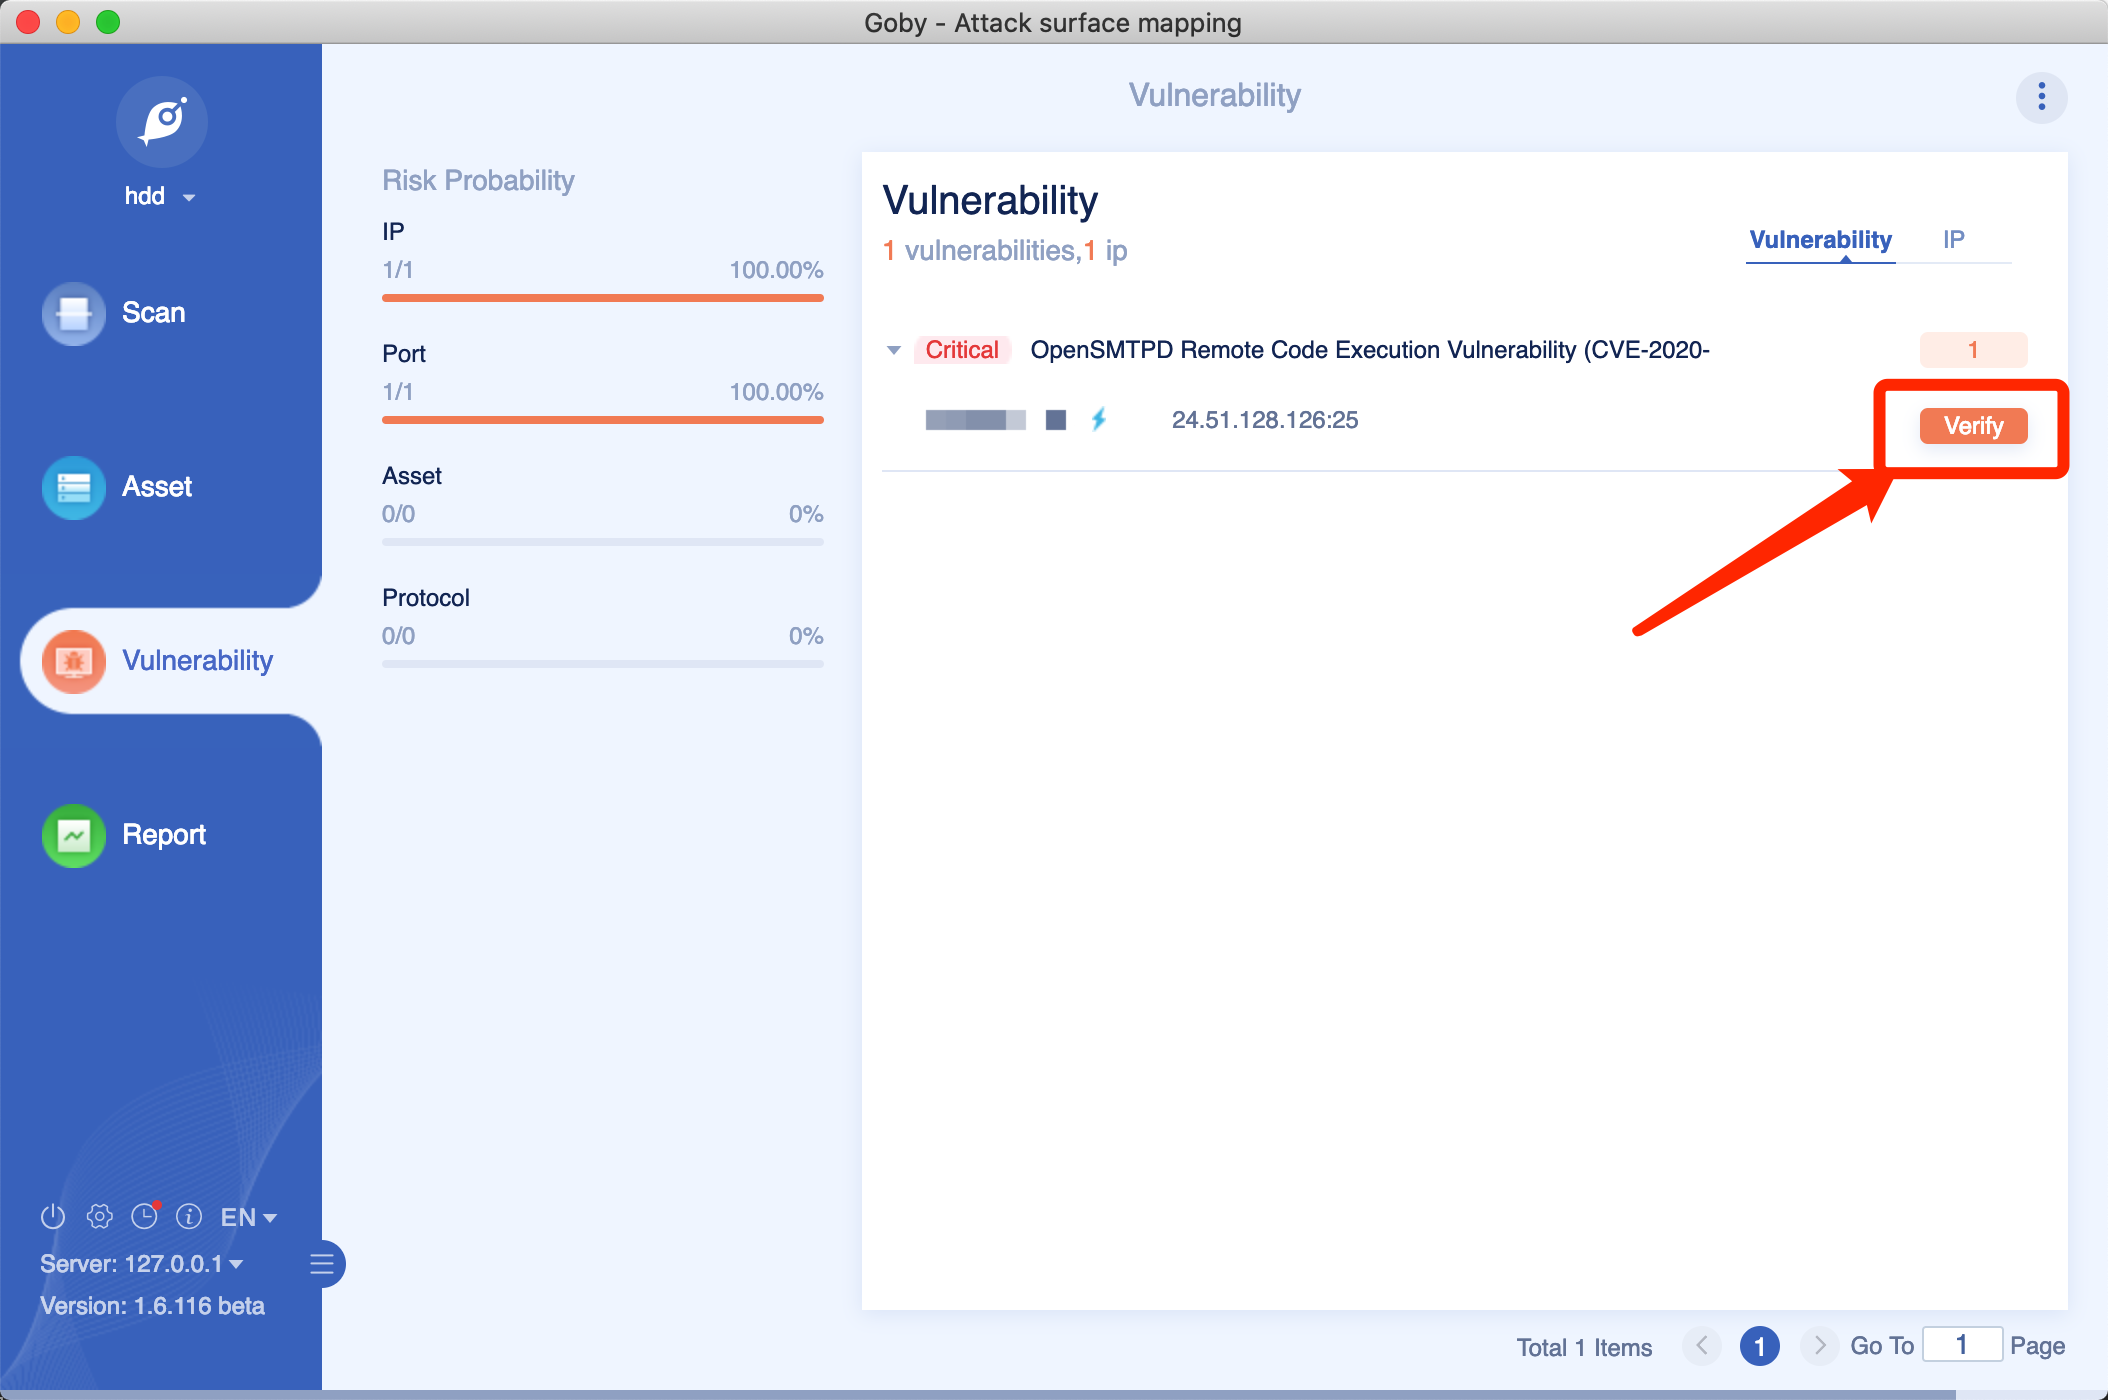 Goby - Attack surface mapping
hdd
Scan
Asset
Vulnerability
Report
EN
Server: 127.0.0.1
Version: 1.6.116 beta
Vulnerability
Risk Probability
IP
1/1 100.00%
Port
1/1 100.00%
Asset
0/0 0%
Protocol
0/0 0%
Vulnerability
1 vulnerabilities,1 ip
Vulnerability IP
Critical OpenSMTPD Remote Code Execution Vulnerability (CVE-2020- 1
24.51.128.126:25 Verify
Total 1 Items 1 Go To 1 Page